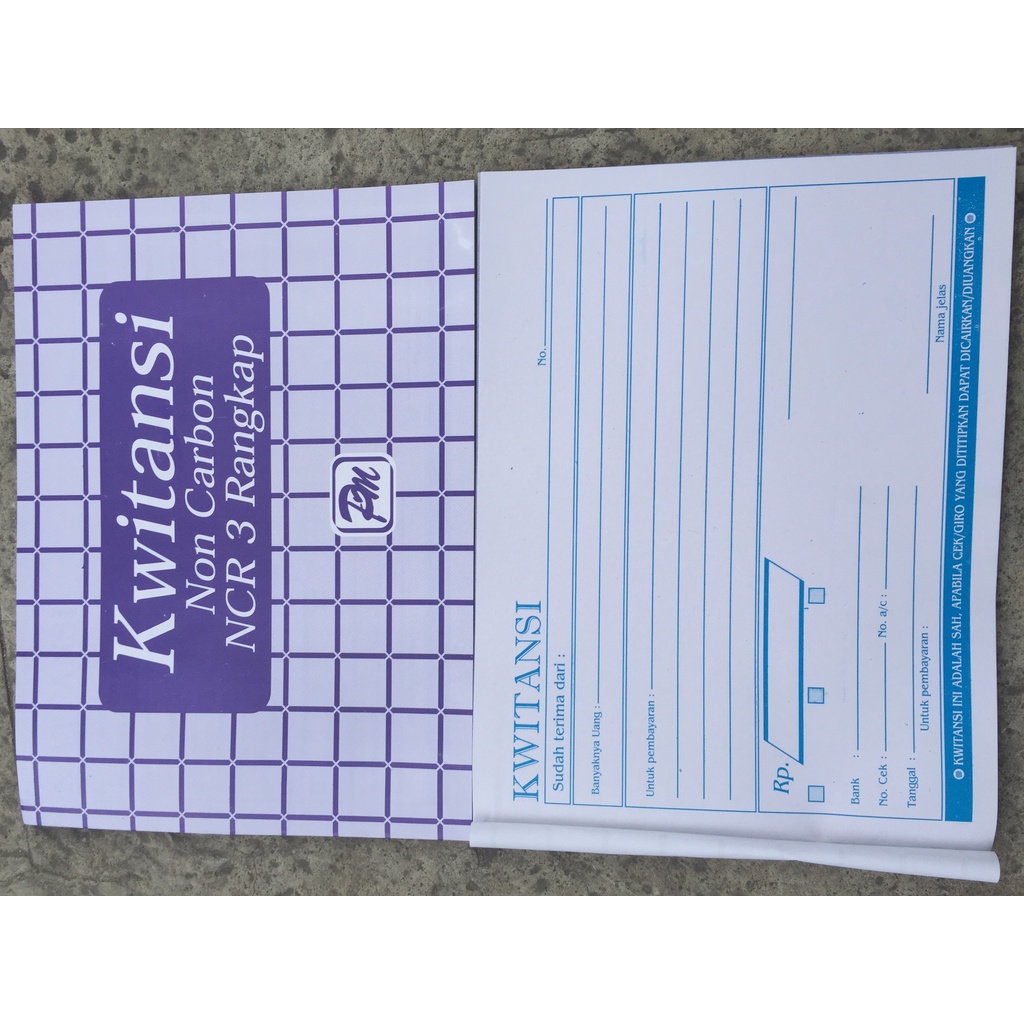 Kwitansi
Non Carbon
NCR 3 Rangkap
PM
No.
KWITANSI
Sudah terima dari :
Banyaknya Uang :
Untuk pembayaran :
Rp.
Bank :
No. Cek : No. a/c :
Tanggal :
Untuk pembayaran :
Nama jelas
KWITANSI INI ADALAH SAH, APABILA CEK/GIRO YANG DITITIPKAN DAPAT DICAIRKAN/DIUANGKAN